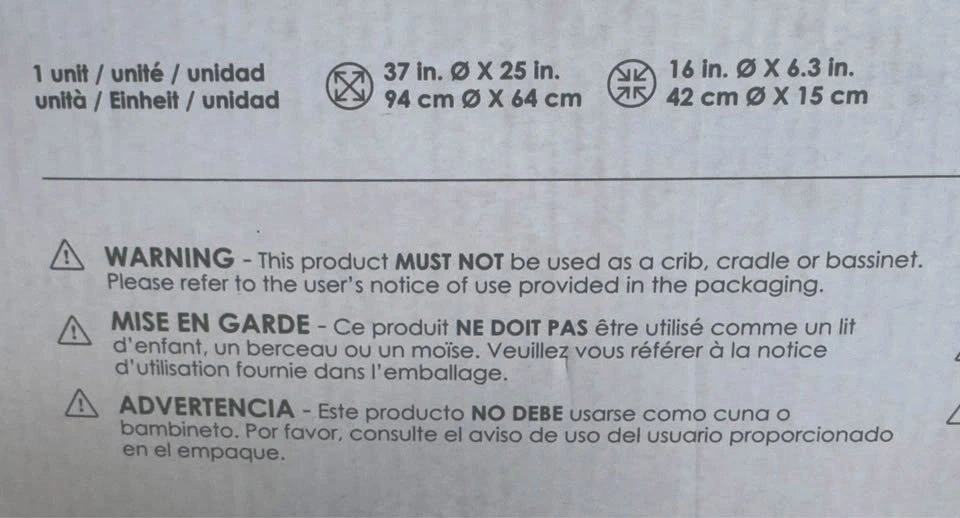 1 unit / unité / unidad
unità / Einheit / unidad
37 in. Ø X 25 in.
94 cm Ø X 64 cm
16 in. Ø X 6.3 in.
42 cm Ø X 15 cm
WARNING - This product MUST NOT be used as a crib, cradle or bassinet.
Please refer to the user's notice of use provided in the packaging.
MISE EN GARDE - Ce produit NE DOIT PAS être utilisé comme un lit
d'enfant, un berceau ou un moïse. Veuillez vous référer à la notice
d'utilisation fournie dans l'emballage.
ADVERTENCIA - Este producto NO DEBE usarse como cuna o
bambineto. Por favor, consulte el aviso de uso del usuario proporcionado
en el empaque.